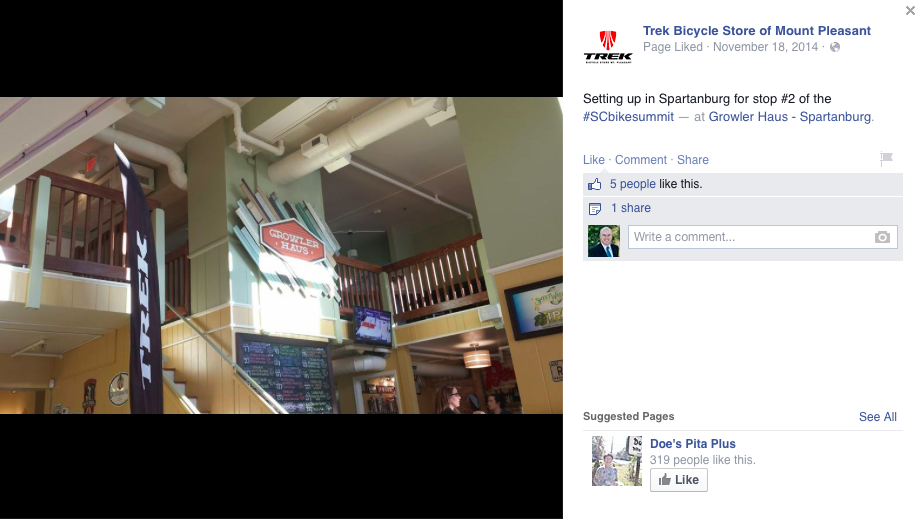 Trek Bicycle Store of Mount Pleasant
Page Liked · November 18, 2014 ·
TREK
Setting up in Spartanburg for stop #2 of the
#SCbikesummit — at Growler Haus - Spartanburg.
Like · Comment · Share
5 people like this.
1 share
Write a comment...
Suggested Pages
See All
Doe's Pita Plus
319 people like this.
Like
GROWLER
HAUS
TREK